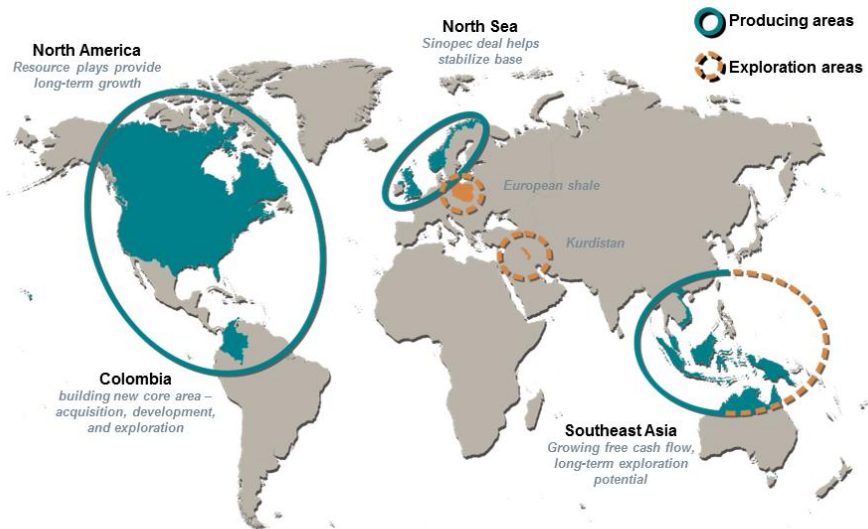 North Sea
Sinopec deal helps
stabilize base
Producing areas
Exploration areas
North America
Resource plays provide
long-term growth
European shale
Kurdistan
Colombia
building new core area –
acquisition, development,
and exploration
Southeast Asia
Growing free cash flow,
long-term exploration
potential